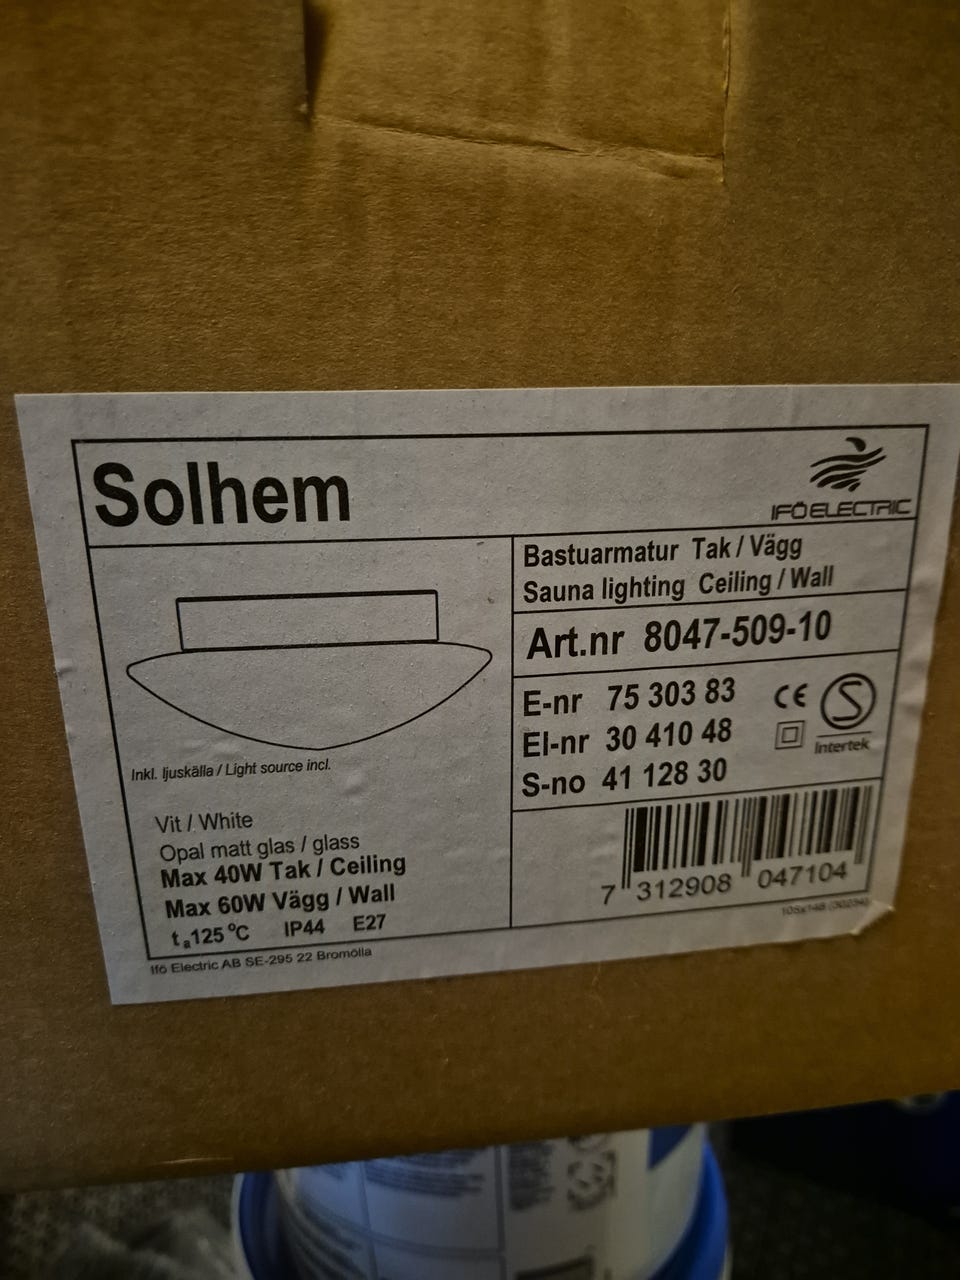 Solhem
IFÖ ELECTRIC
Bastuarmatur Tak / Vägg
Sauna lighting Ceiling / Wall
Art.nr 8047-509-10
E-nr 75 303 83
El-nr 30 410 48
S-no 41 128 30
CE
S
Intertek
Inkl. ljuskälla / Light source incl.
Vit / White
Opal matt glas / glass
Max 40W Tak / Ceiling
Max 60W Vägg / Wall
ta125 °C IP44 E27
7 312908 047104
105x148 (30234)
Ifö Electric AB SE-295 22 Bromölla